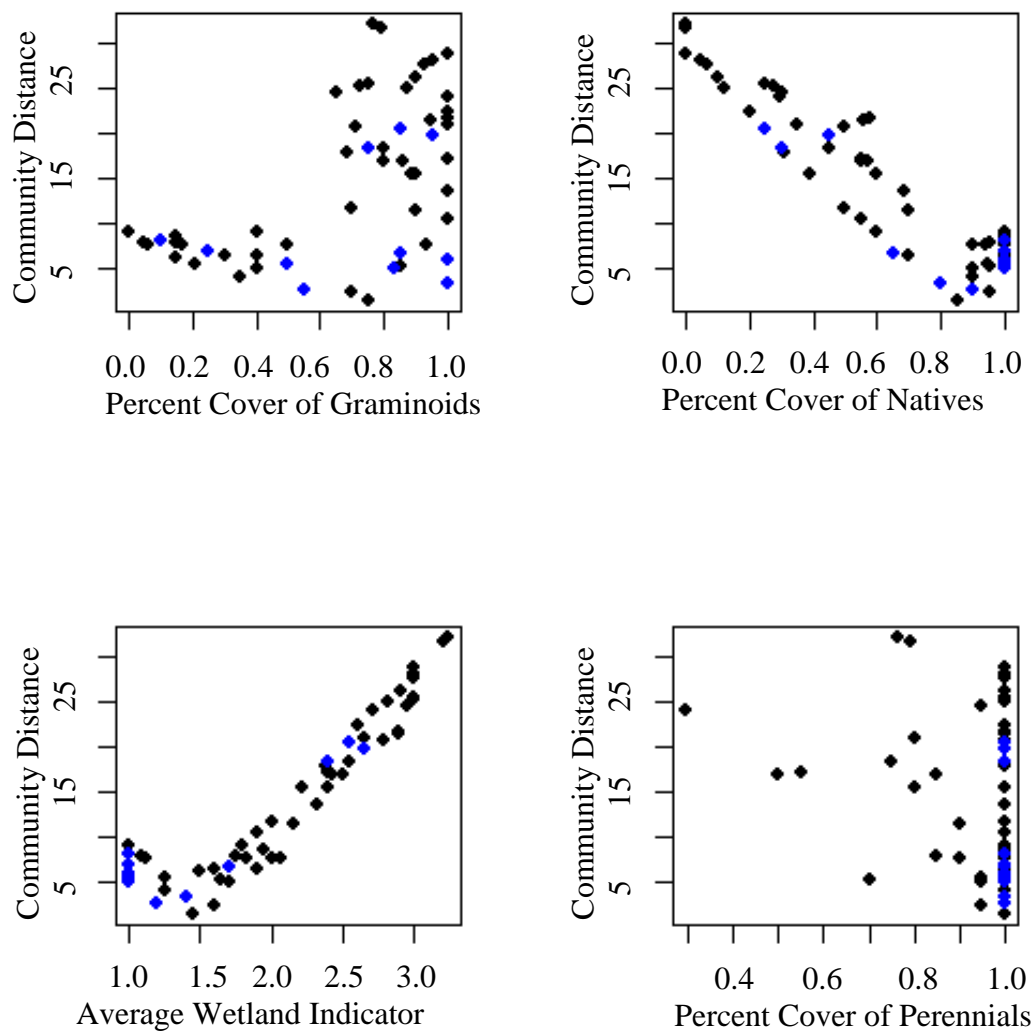 Community Distance
5 15 25
0.0 0.2 0.4 0.6 0.8 1.0
Percent Cover of Graminoids
Community Distance
5 15 25
0.0 0.2 0.4 0.6 0.8 1.0
Percent Cover of Natives
Community Distance
5 15 25
1.0 1.5 2.0 2.5 3.0
Average Wetland Indicator
Community Distance
5 15 25
0.4 0.6 0.8 1.0
Percent Cover of Perennials